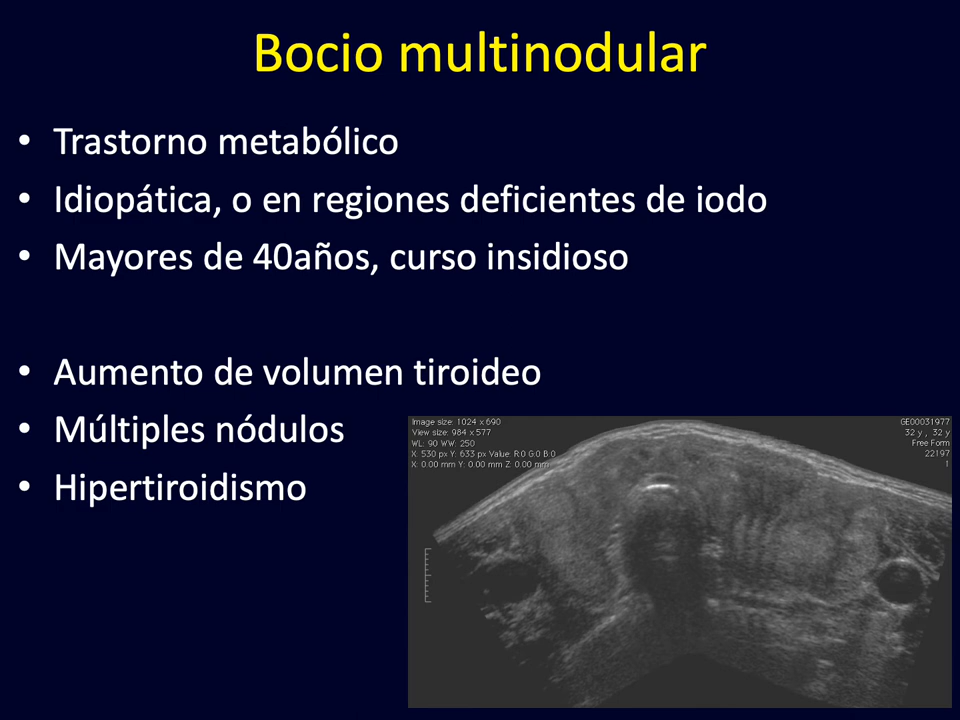 Bocio multinodular
• Trastorno metabólico
• Idiopática, o en regiones deficientes de iodo
• Mayores de 40años, curso insidioso
• Aumento de volumen tiroideo
• Múltiples nódulos
• Hipertiroidismo
Image size: 1024 x 690
View size: 984 x 577
WL: 90 WW: 250
X: 530 px Y: 633 px Value: R:0 G:0 B:0
X: 0.00 mm Y: 0.00 mm Z: 0.00 mm
GE00031977
32 y , 32 y
Free Form
22197
1